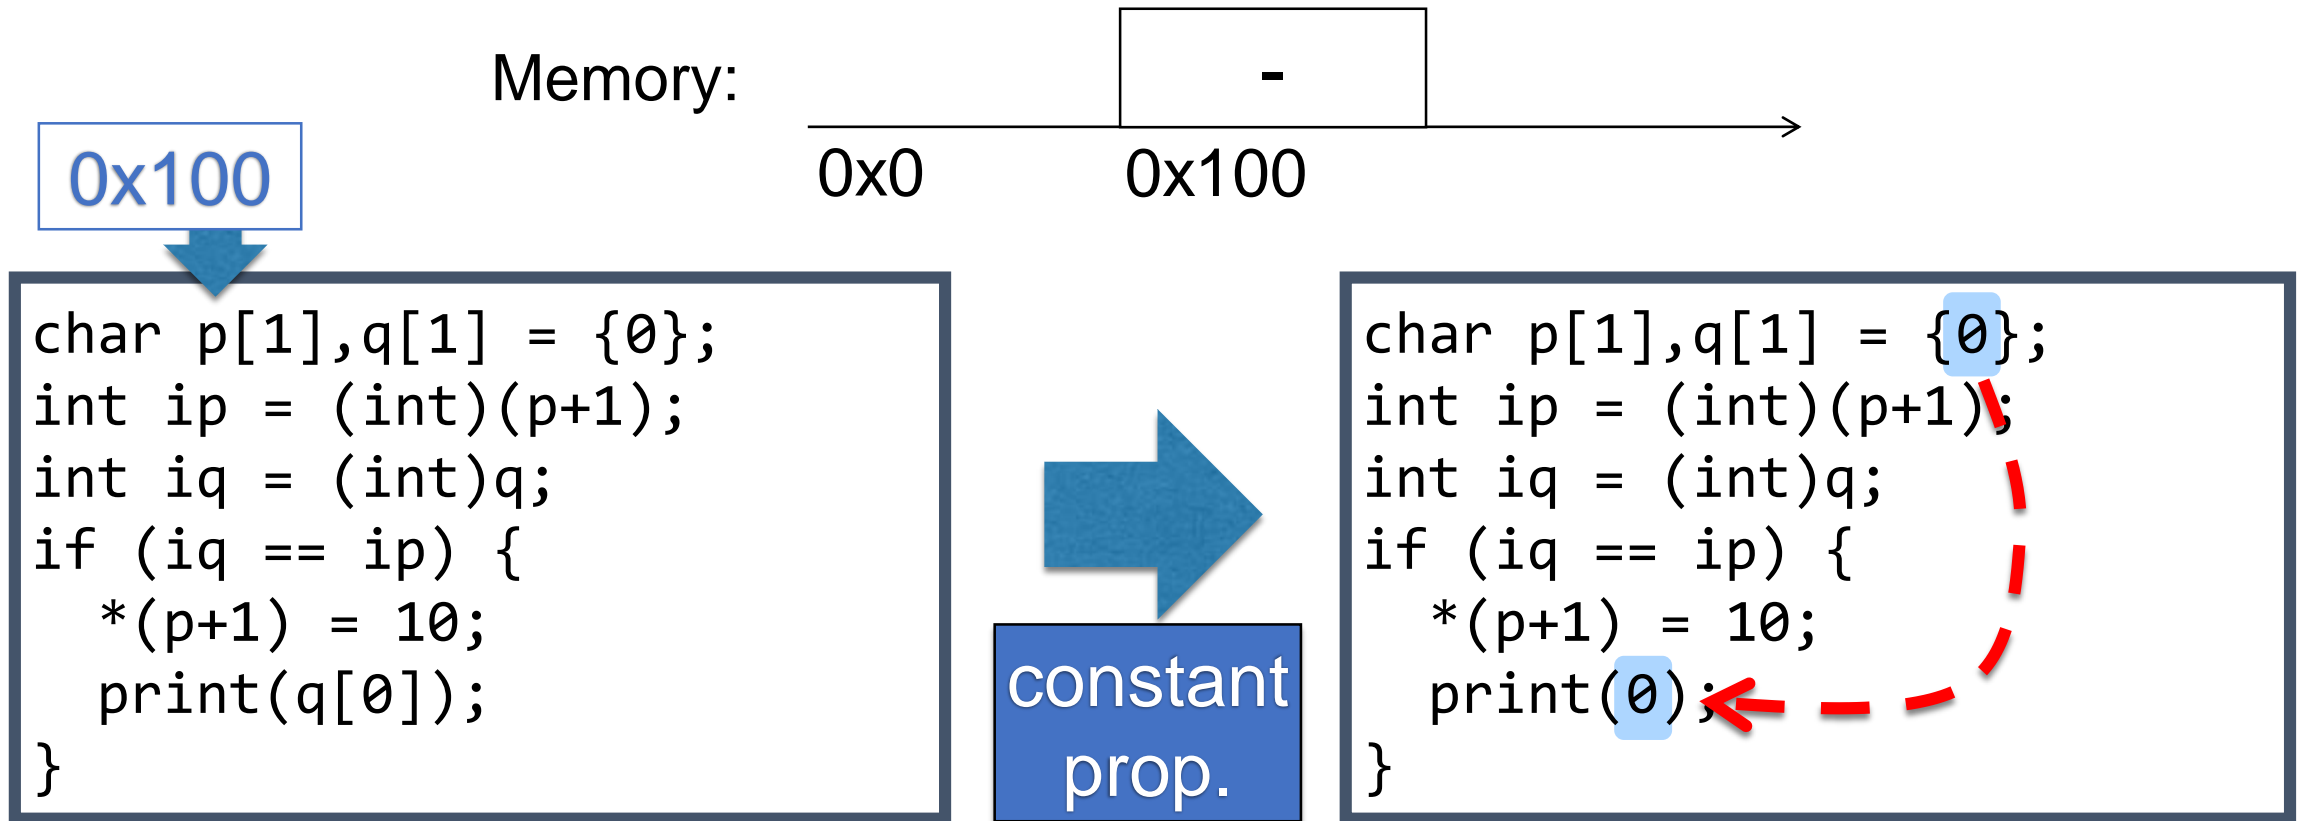 Memory:
-
0x0
0x100
0x100
char p[1],q[1] = {0};
int ip = (int)(p+1);
int iq = (int)q;
if (iq == ip) {
  *(p+1) = 10;
  print(q[0]);
}
constant
prop.
char p[1],q[1] = {0};
int ip = (int)(p+1);
int iq = (int)q;
if (iq == ip) {
  *(p+1) = 10;
  print(0);
}